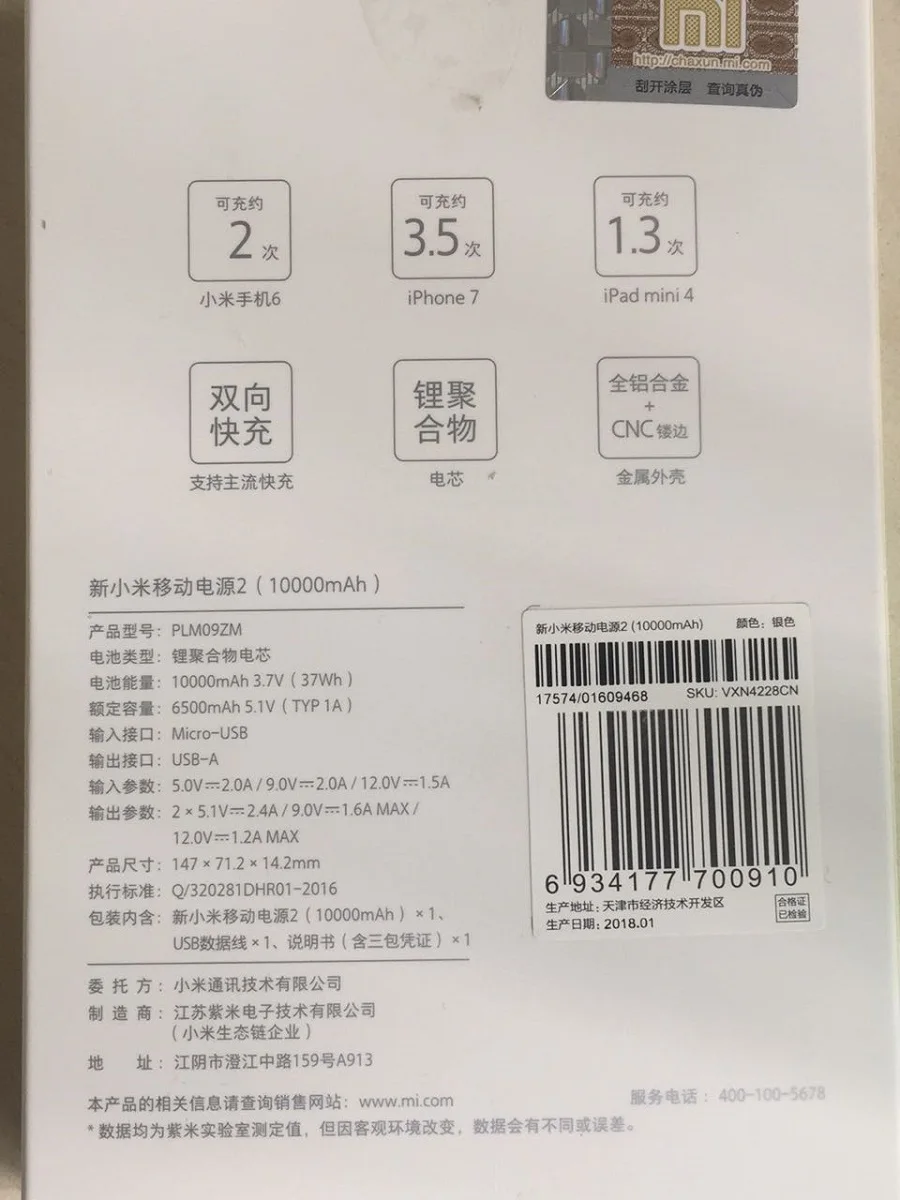 mi
http://chaxun.mi.com
刮开涂层 查询真伪
可充约
2次
小米手机6
可充约
3.5次
iPhone 7
可充约
1.3次
iPad mini 4
双向
快充
支持主流快充
锂聚
合物
电芯
全铝合金
+
CNC镂边
金属外壳
新小米移动电源2（10000mAh）
产品型号：PLM09ZM
电池类型：锂聚合物电芯
电池能量：10000mAh 3.7V（37Wh）
额定容量：6500mAh 5.1V（TYP 1A）
输入接口：Micro-USB
输出接口：USB-A
输入参数：5.0V⎓2.0A / 9.0V⎓2.0A / 12.0V⎓1.5A
输出参数：2 × 5.1V⎓2.4A / 9.0V⎓1.6A MAX /
12.0V⎓1.2A MAX
产品尺寸：147 × 71.2 × 14.2mm
执行标准：Q/320281DHR01-2016
包装内含：新小米移动电源2（10000mAh）× 1、
USB数据线 × 1、说明书（含三包凭证）× 1
委 托 方：小米通讯技术有限公司
制 造 商：江苏紫米电子技术有限公司
（小米生态链企业）
地 址：江阴市澄江中路159号A913
本产品的相关信息请查询销售网站：www.mi.com
服务电话：400-100-5678
* 数据均为紫米实验室测定值，但因客观环境改变，数据会有不同或误差。
新小米移动电源2 (10000mAh) 颜色：银色
17574/01609468 SKU: VXN4228CN
6 934177 700910
生产地址：天津市经济技术开发区
生产日期：2018.01
合格证
已检验